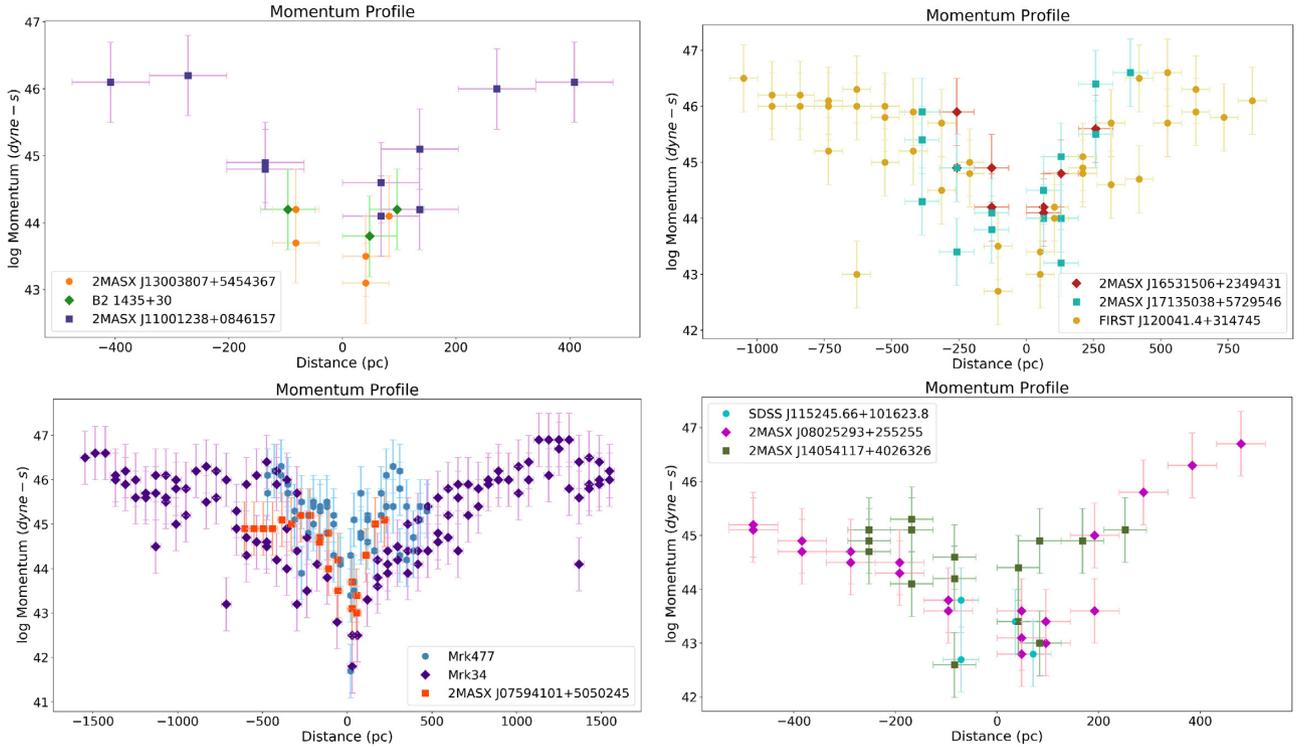 Momentum Profile
log Momentum (dyne − s)
47
46
45
44
43
2MASX J13003807+5454367
B2 1435+30
2MASX J11001238+0846157
−400 −200 0 200 400
Distance (pc)
Momentum Profile
log Momentum (dyne − s)
47
46
45
44
43
42
2MASX J16531506+2349431
2MASX J17135038+5729546
FIRST J120041.4+314745
−1000 −750 −500 −250 0 250 500 750
Distance (pc)
Momentum Profile
log Momentum (dyne − s)
47
46
45
44
43
42
41
Mrk477
Mrk34
2MASX J07594101+5050245
−1500 −1000 −500 0 500 1000 1500
Distance (pc)
Momentum Profile
log Momentum (dyne − s)
SDSS J115245.66+101623.8
2MASX J08025293+255255
2MASX J14054117+4026326
47
46
45
44
43
42
−400 −200 0 200 400
Distance (pc)